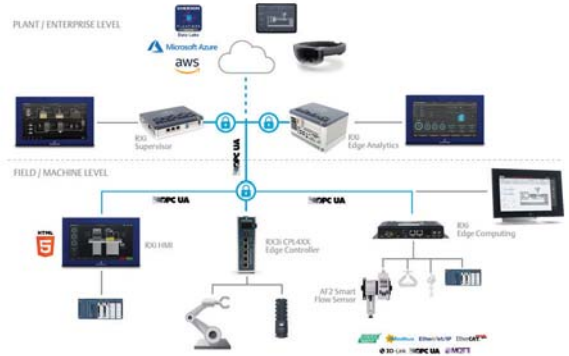 PLANT / ENTERPRISE LEVEL
EMERSON
Microsoft Azure
aws
RXi
Supervisor
RXi
Edge Analytics
OPC UA
FIELD / MACHINE LEVEL
OPC UA
OPC UA
HTML
5
RXi HMI
RX3i CPL4XX
Edge Controller
RXi
Edge Computing
AF2 Smart
Flow Sensor
Modbus
EtherNet/IP
EtherCAT
IO-Link
OPC UA
MQTT